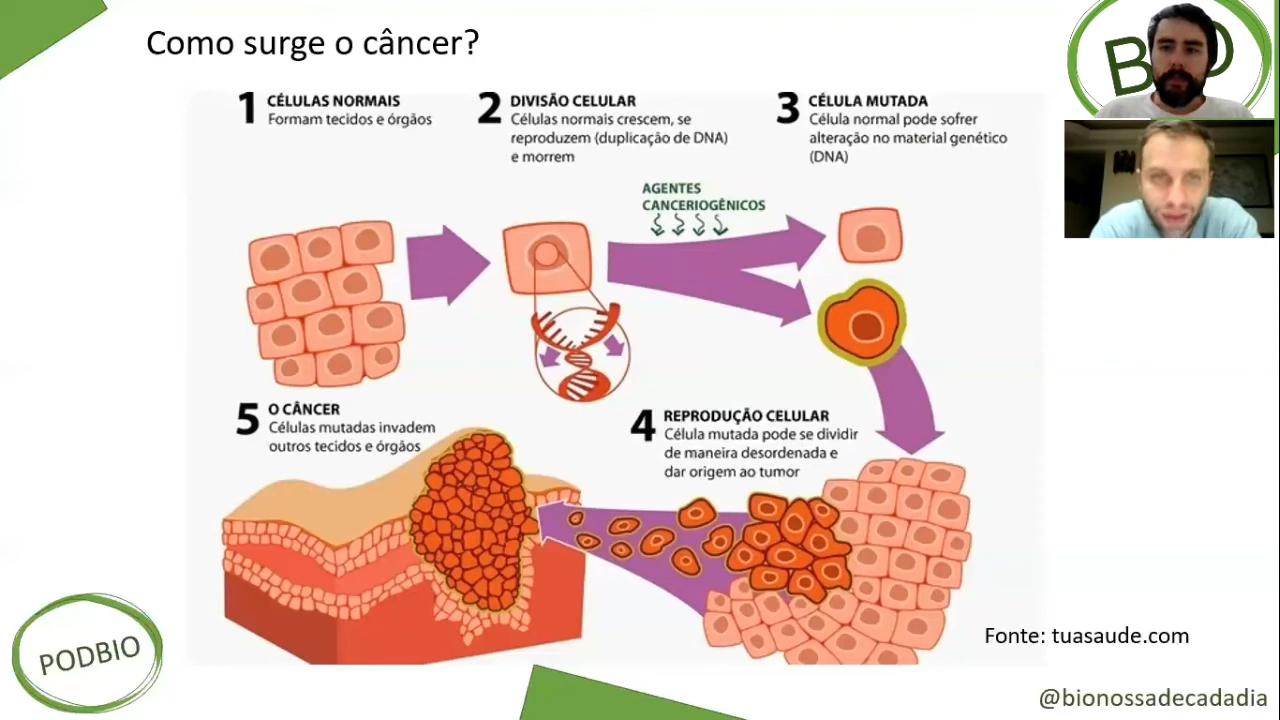 Como surge o câncer?
1 CÉLULAS NORMAIS
Formam tecidos e órgãos
2 DIVISÃO CELULAR
Células normais crescem, se
reproduzem (duplicação de DNA)
e morrem
3 CÉLULA MUTADA
Célula normal pode sofrer
alteração no material genético
(DNA)
AGENTES
CANCERIOGÊNICOS
5 O CÂNCER
Células mutadas invadem
outros tecidos e órgãos
4 REPRODUÇÃO CELULAR
Célula mutada pode se dividir
de maneira desordenada e
dar origem ao tumor
Fonte: tuasaude.com
PODBIO
@bionossadecadadia